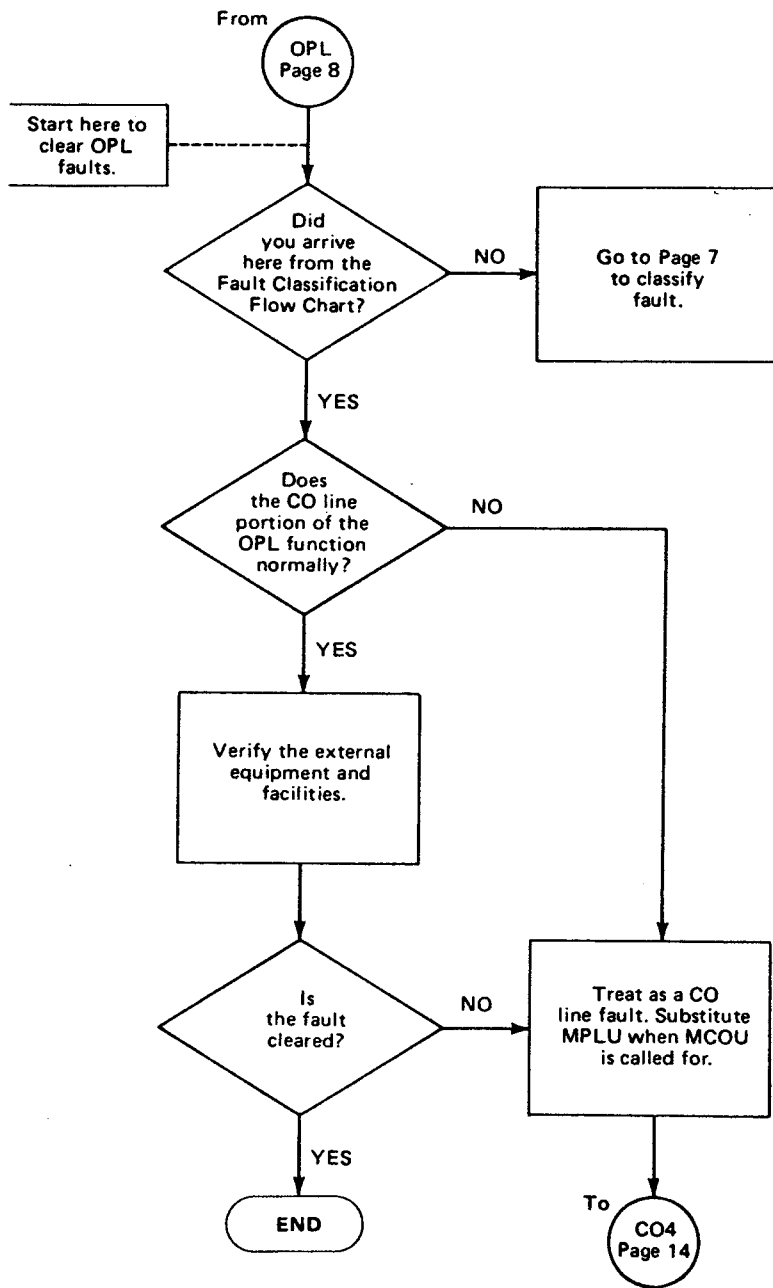 From
OPL
Page 8
Start here to
clear OPL
faults.
Did
you arrive
here from the
Fault Classification
Flow Chart?
NO
Go to Page 7
to classify
fault.
YES
Does
the CO line
portion of the
OPL function
normally?
NO
YES
Verify the external
equipment and
facilities.
Is
the fault
cleared?
NO
Treat as a CO
line fault. Substitute
MPLU when MCOU
is called for.
YES
END
To
CO4
Page 14